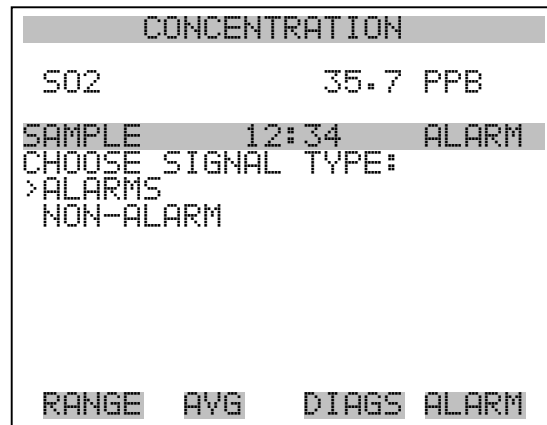 CONCENTRATION
SO2 35.7 PPB
SAMPLE 12:34 ALARM
CHOOSE SIGNAL TYPE:
>ALARMS
NON-ALARM
RANGE AVG DIAGS ALARM